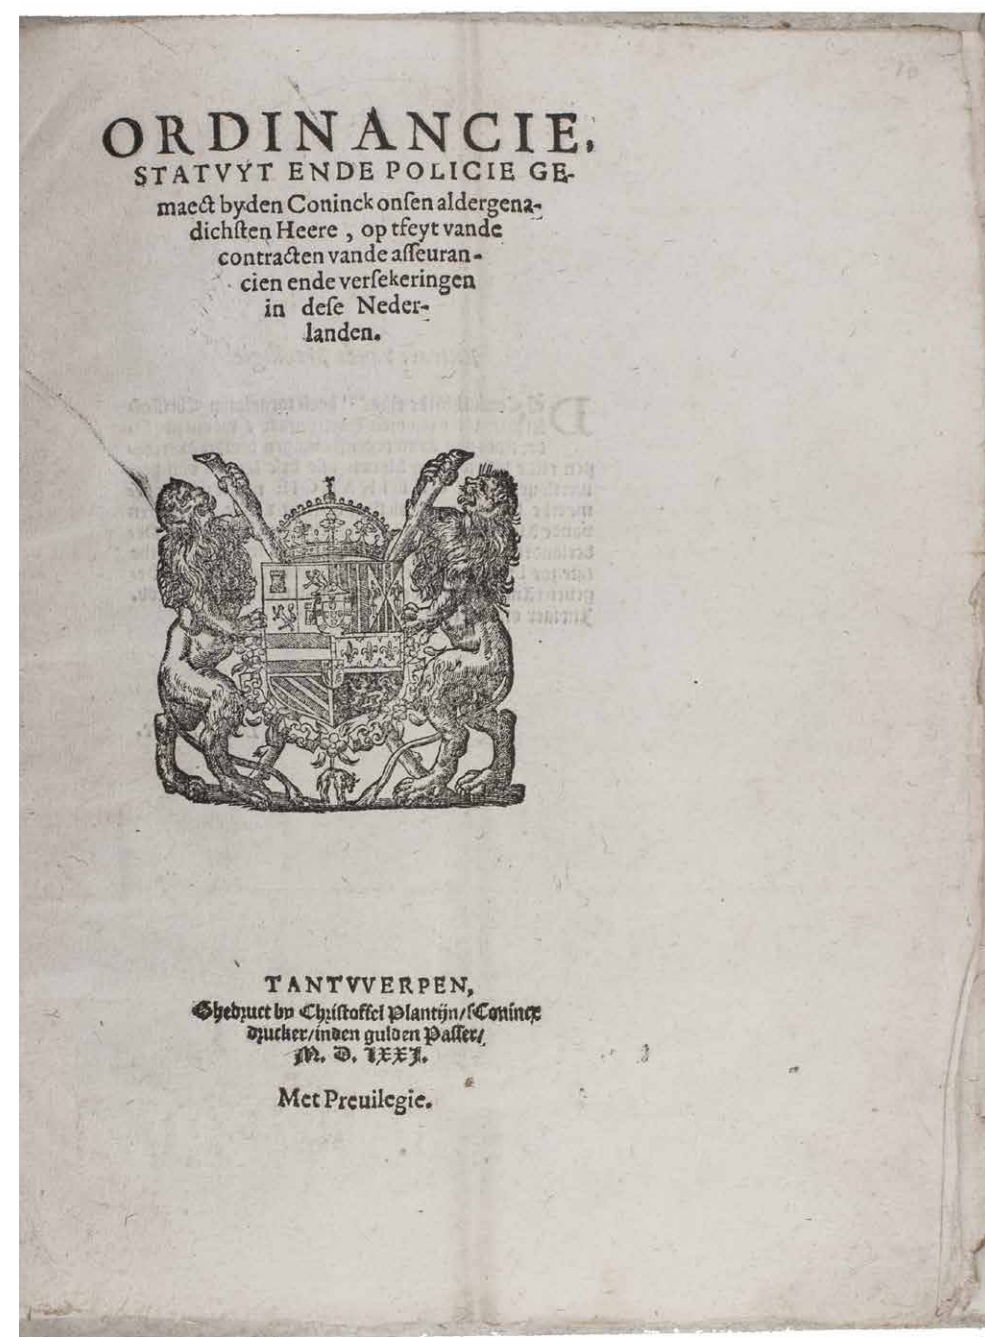 ORDINANCIE,
STATVYT ENDE POLICIE GE-
maect byden Coninck onſen aldergena-
dichſten Heere, op tfeyt vande
contracten vande aſſeuran-
cien ende verſekeringen
in deſe Neder-
landen.
TANTVVERPEN,
Ghedruct by Chriſtoffel Plantijn/ ſConincx
drucker/ inden gulden Paſſer/
M. D. LXXI.
Met Preuilegie.